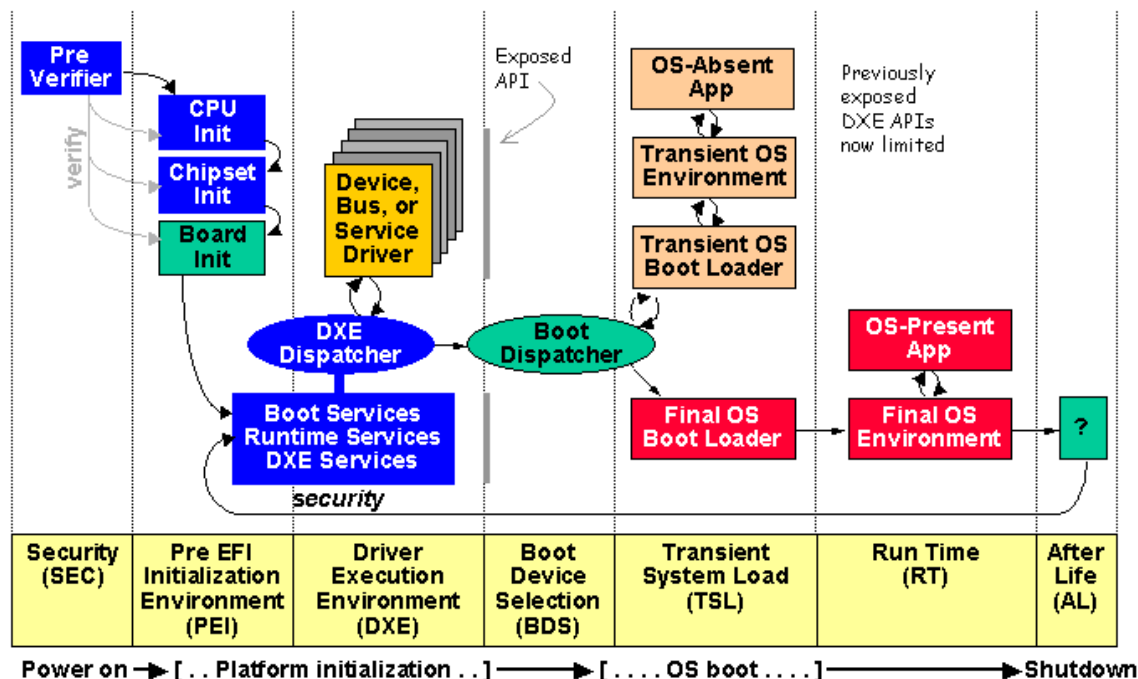 Pre
Verifier
verify
CPU
Init
Chipset
Init
Board
Init
Device,
Bus, or
Service
Driver
Exposed
API
DXE
Dispatcher
Boot
Dispatcher
Boot Services
Runtime Services
DXE Services
security
OS-Absent
App
Transient OS
Environment
Transient OS
Boot Loader
Final OS
Boot Loader
Previously
exposed
DXE APIs
now limited
OS-Present
App
Final OS
Environment
?
Security
(SEC)
Pre EFI
Initialization
Environment
(PEI)
Driver
Execution
Environment
(DXE)
Boot
Device
Selection
(BDS)
Transient
System Load
(TSL)
Run Time
(RT)
After
Life
(AL)
Power on [ . . Platform initialization . . ] [ . . . . OS boot . . . . ] Shutdown